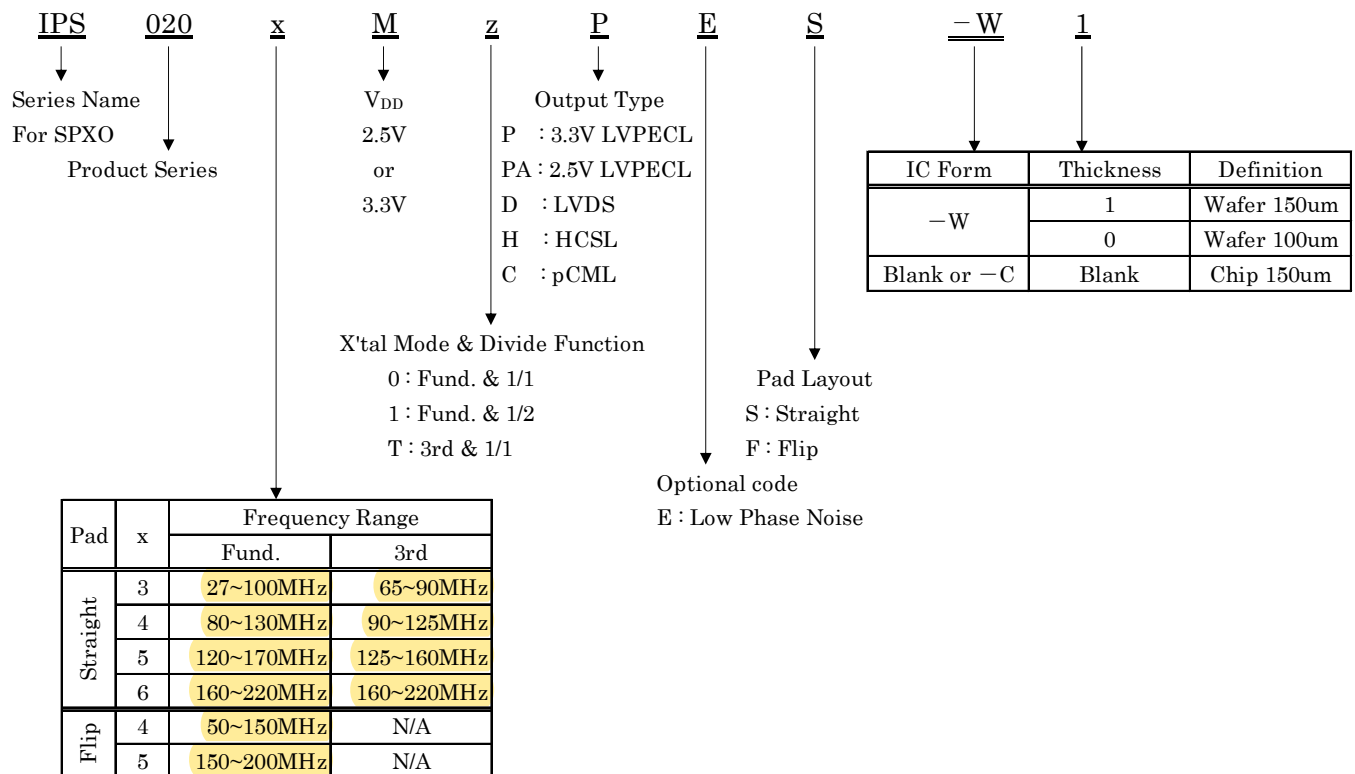 IPS 020 x M z P E S －W 1
Series Name
For SPXO
Product Series
VDD
2.5V
or
3.3V
Output Type
P : 3.3V LVPECL
PA : 2.5V LVPECL
D : LVDS
H : HCSL
C : pCML
IC Form Thickness Definition
－W 1 Wafer 150um
0 Wafer 100um
Blank or －C Blank Chip 150um
X'tal Mode & Divide Function
0 : Fund. & 1/1
1 : Fund. & 1/2
T : 3rd & 1/1
Pad Layout
S : Straight
F : Flip
Optional code
E : Low Phase Noise
Pad x Frequency Range
Fund. 3rd
Straight 3 27~100MHz 65~90MHz
4 80~130MHz 90~125MHz
5 120~170MHz 125~160MHz
6 160~220MHz 160~220MHz
Flip 4 50~150MHz N/A
5 150~200MHz N/A